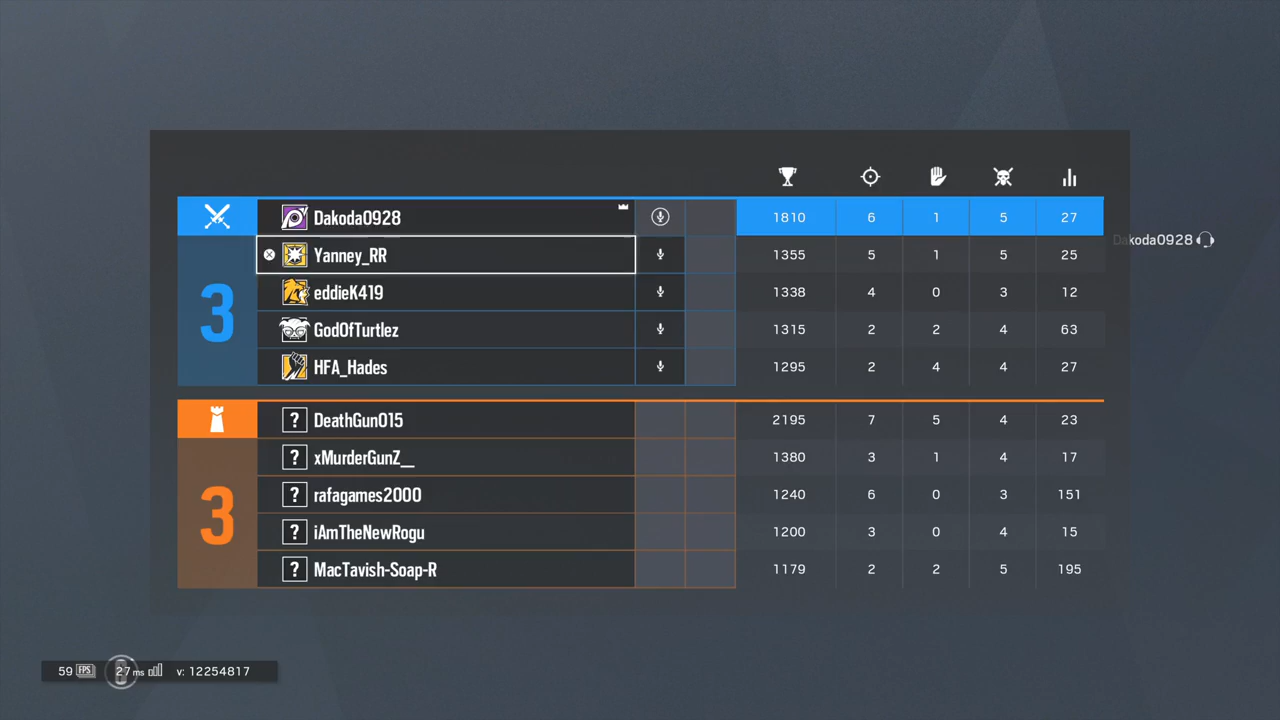 Dakoda0928 1810 6 1 5 27
Dakoda0928
Yanney_RR 1355 5 1 5 25
3
eddieK419 1338 4 0 3 12
GodOfTurtlez 1315 2 2 4 63
HFA_Hades 1295 2 4 4 27
? DeathGun015 2195 7 5 4 23
? xMurderGunZ__ 1380 3 1 4 17
3
? rafagames2000 1240 6 0 3 151
? iAmTheNewRogu 1200 3 0 4 15
? MacTavish-Soap-R 1179 2 2 5 195
59 FPS 27 ms v: 12254817